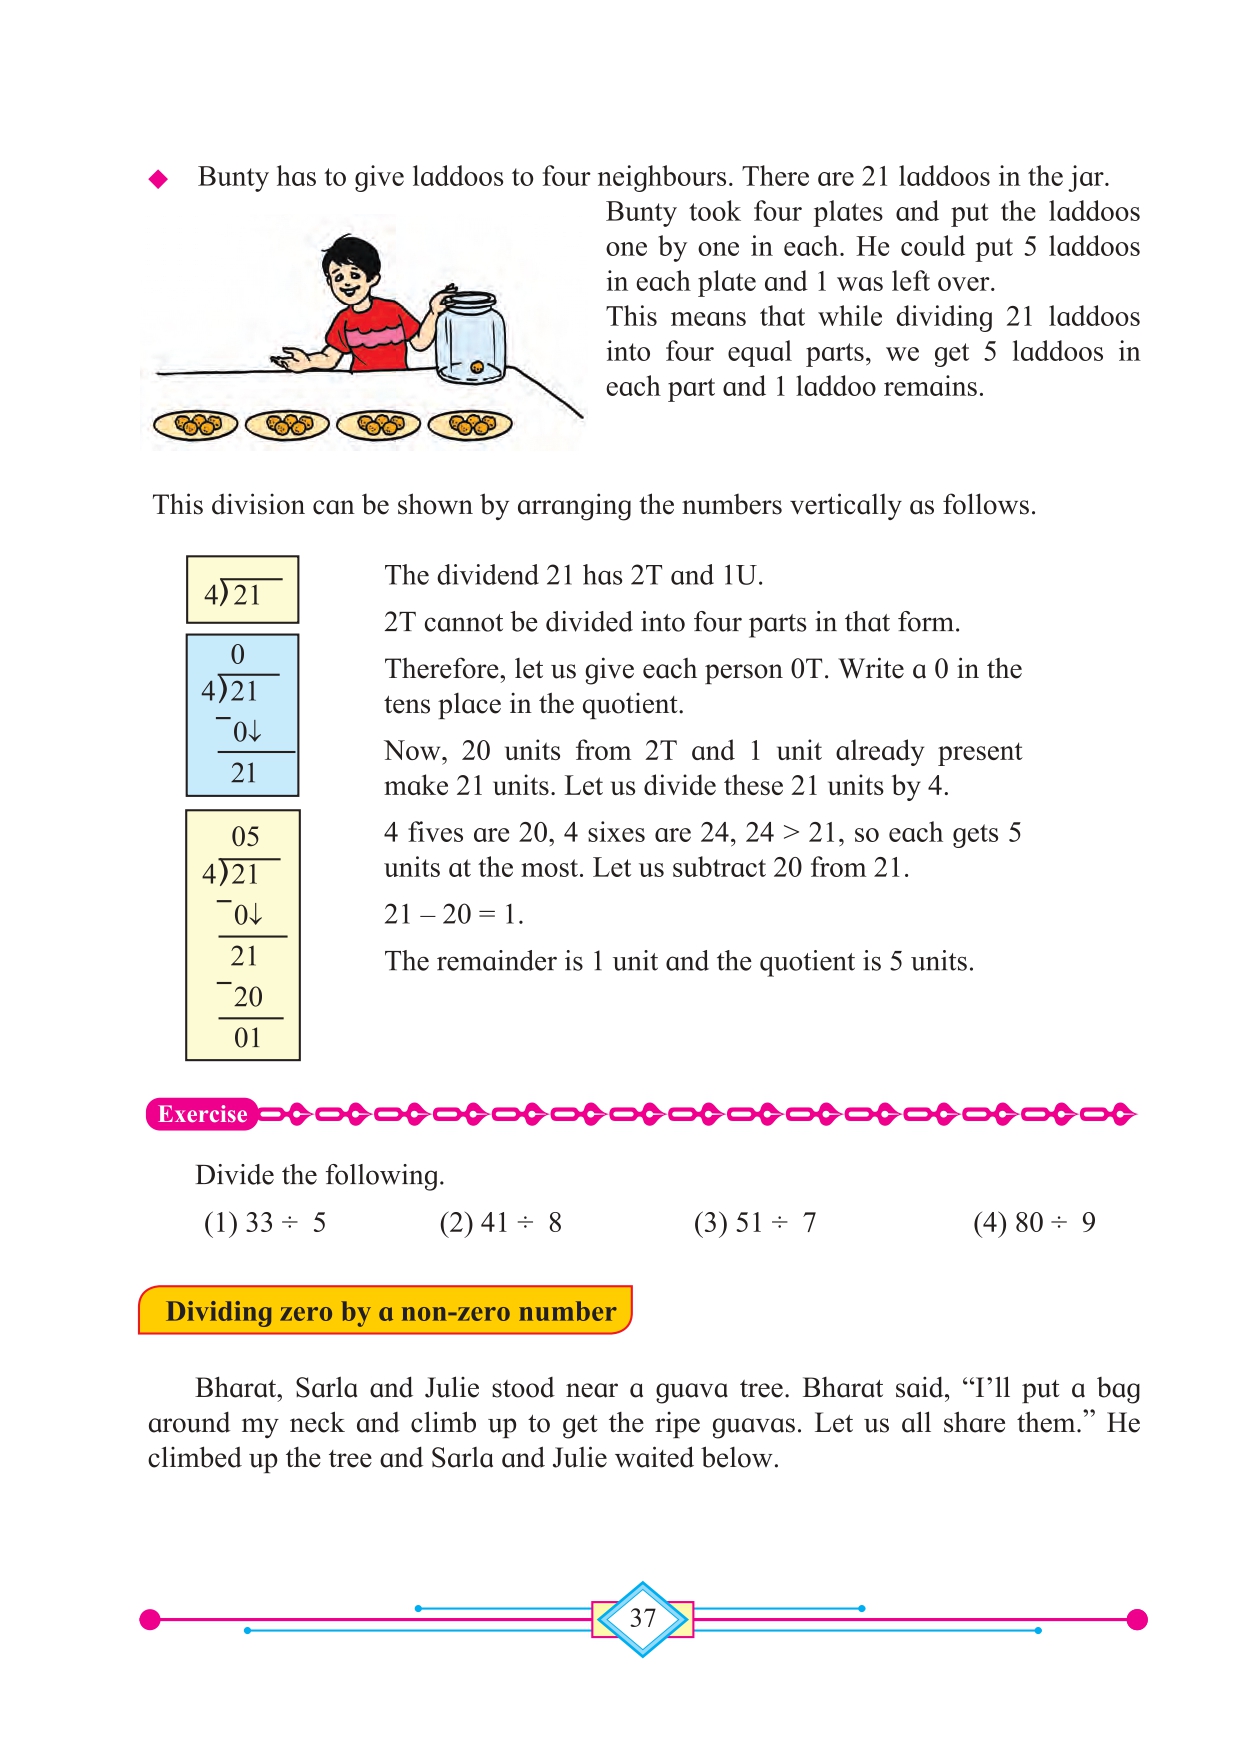 Bunty has to give laddoos to four neighbours. There are 21 laddoos in the jar.
Bunty took four plates and put the laddoos
one by one in each. He could put 5 laddoos
in each plate and 1 was left over.
This means that while dividing 21 laddoos
into four equal parts, we get 5 laddoos in
each part and 1 laddoo remains.
This division can be shown by arranging the numbers vertically as follows.
4)21
0
4)21
–0↓
21
05
4)21
–0↓
21
–20
01
The dividend 21 has 2T and 1U.
2T cannot be divided into four parts in that form.
Therefore, let us give each person 0T. Write a 0 in the
tens place in the quotient.
Now, 20 units from 2T and 1 unit already present
make 21 units. Let us divide these 21 units by 4.
4 fives are 20, 4 sixes are 24, 24 > 21, so each gets 5
units at the most. Let us subtract 20 from 21.
21 – 20 = 1.
The remainder is 1 unit and the quotient is 5 units.
Exercise
Divide the following.
(1) 33 ÷ 5 (2) 41 ÷ 8 (3) 51 ÷ 7 (4) 80 ÷ 9
Dividing zero by a non-zero number
Bharat, Sarla and Julie stood near a guava tree. Bharat said, “I’ll put a bag
around my neck and climb up to get the ripe guavas. Let us all share them.” He
climbed up the tree and Sarla and Julie waited below.
37